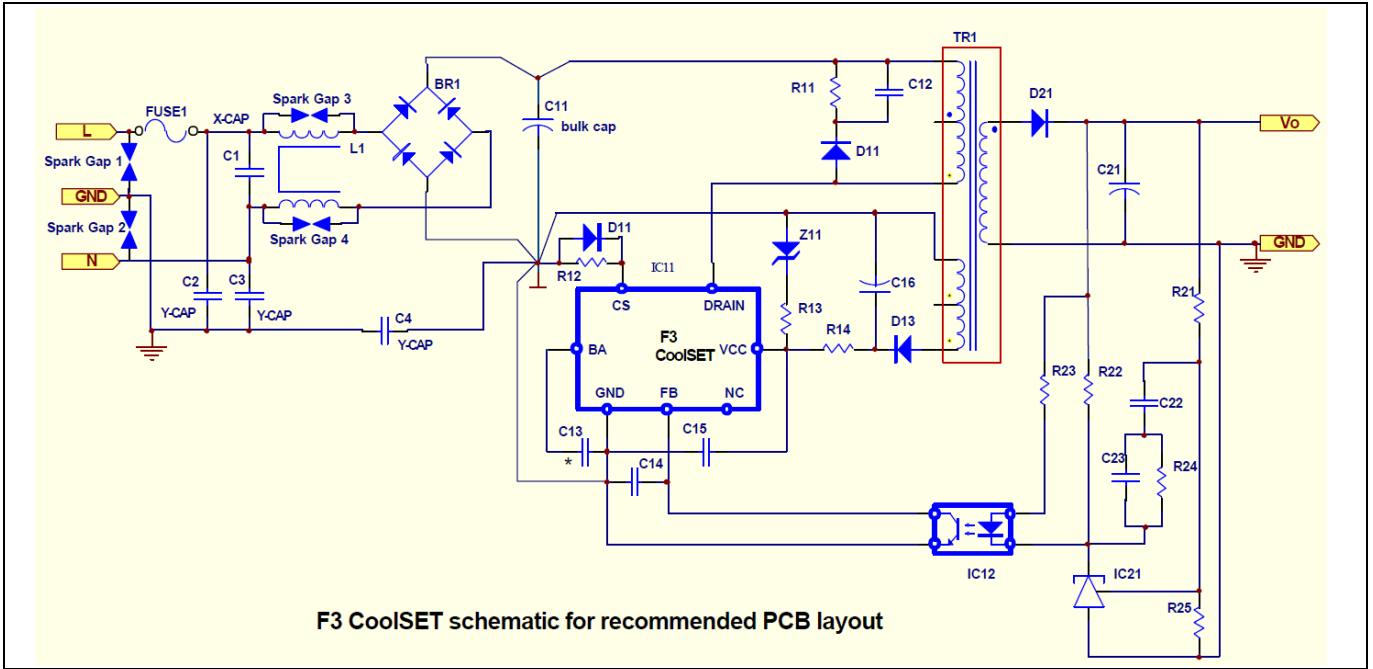 TR1
BR1
R11
C12
Spark Gap 3
C11
D21
FUSE1
X-CAP
bulk cap
L
Vo
L1
D11
Spark Gap 1
C1
C21
GND
Spark Gap 2
Spark Gap 4
D11
Z11
GND
N
R12
IC11
C2
C3
CS
DRAIN
C16
R21
Y-CAP
Y-CAP
C4
R13
Y-CAP
F3
CoolSET
R14
D13
BA
VCC
R23
R22
GND
FB
NC
C22
C13
C15
*
C14
C23
R24
IC12
IC21
R25
F3 CoolSET schematic for recommended PCB layout